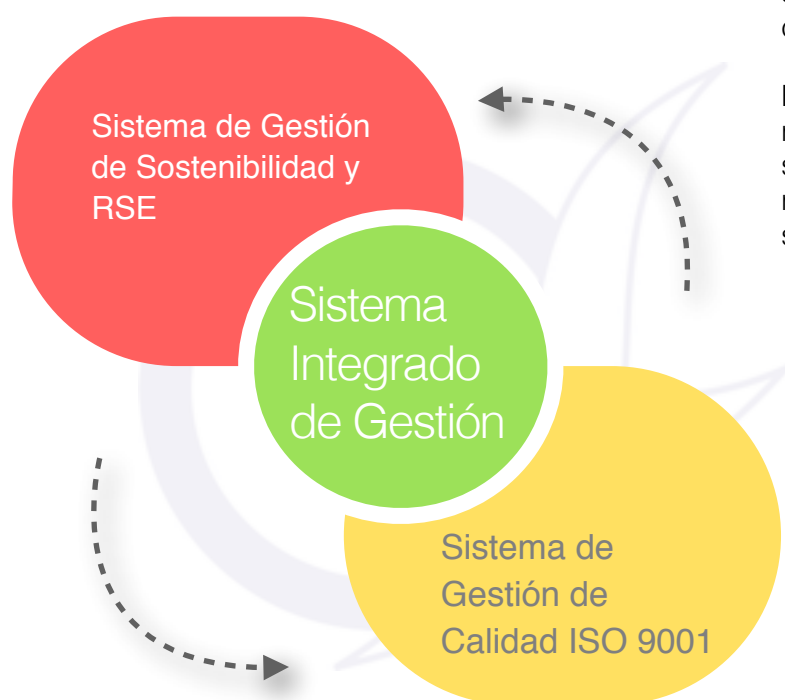 Sistema de Gestión
de Sostenibilidad y
RSE
Sistema
Integrado
de Gestión
Sistema de
Gestión de
Calidad ISO 9001